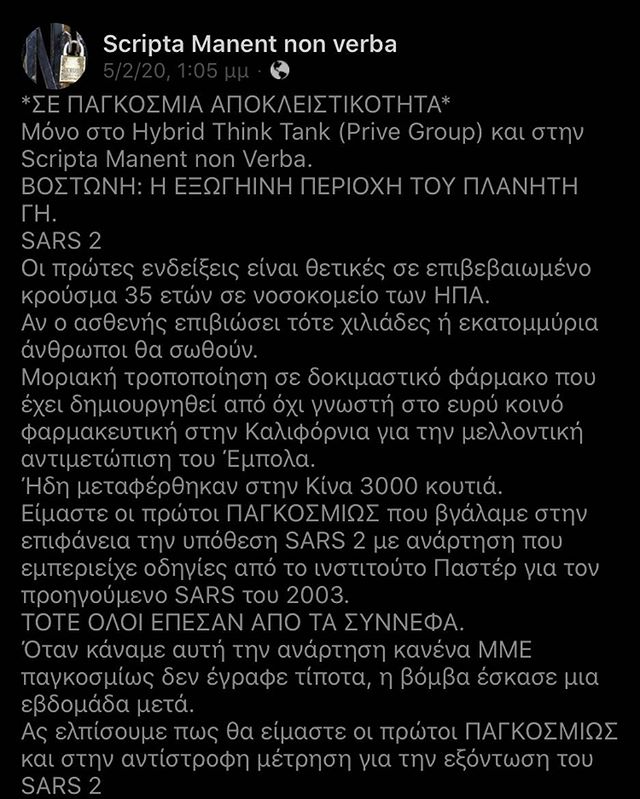 Scripta Manent non verba
5/2/20, 1:05 μμ ·
*ΣΕ ΠΑΓΚΟΣΜΙΑ ΑΠΟΚΛΕΙΣΤΙΚΟΤΗΤΑ*
Μόνο στο Hybrid Think Tank (Prive Group) και στην
Scripta Manent non Verba.
ΒΟΣΤΩΝΗ: Η ΕΞΩΓΗΙΝΗ ΠΕΡΙΟΧΗ ΤΟΥ ΠΛΑΝΗΤΗ
ΓΗ.
SARS 2
Οι πρώτες ενδείξεις είναι θετικές σε επιβεβαιωμένο
κρούσμα 35 ετών σε νοσοκομείο των ΗΠΑ.
Αν ο ασθενής επιβιώσει τότε χιλιάδες ή εκατομμύρια
άνθρωποι θα σωθούν.
Μοριακή τροποποίηση σε δοκιμαστικό φάρμακο που
έχει δημιουργηθεί από όχι γνωστή στο ευρύ κοινό
φαρμακευτική στην Καλιφόρνια για την μελλοντική
αντιμετώπιση του Έμπολα.
Ήδη μεταφέρθηκαν στην Κίνα 3000 κουτιά.
Είμαστε οι πρώτοι ΠΑΓΚΟΣΜΙΩΣ που βγάλαμε στην
επιφάνεια την υπόθεση SARS 2 με ανάρτηση που
εμπεριείχε οδηγίες από το ινστιτούτο Παστέρ για τον
προηγούμενο SARS του 2003.
ΤΟΤΕ ΟΛΟΙ ΕΠΕΣΑΝ ΑΠΟ ΤΑ ΣΥΝΝΕΦΑ.
Όταν κάναμε αυτή την ανάρτηση κανένα ΜΜΕ
παγκοσμίως δεν έγραφε τίποτα, η βόμβα έσκασε μια
εβδομάδα μετά.
Ας ελπίσουμε πως θα είμαστε οι πρώτοι ΠΑΓΚΟΣΜΙΩΣ
και στην αντίστροφη μέτρηση για την εξόντωση του
SARS 2